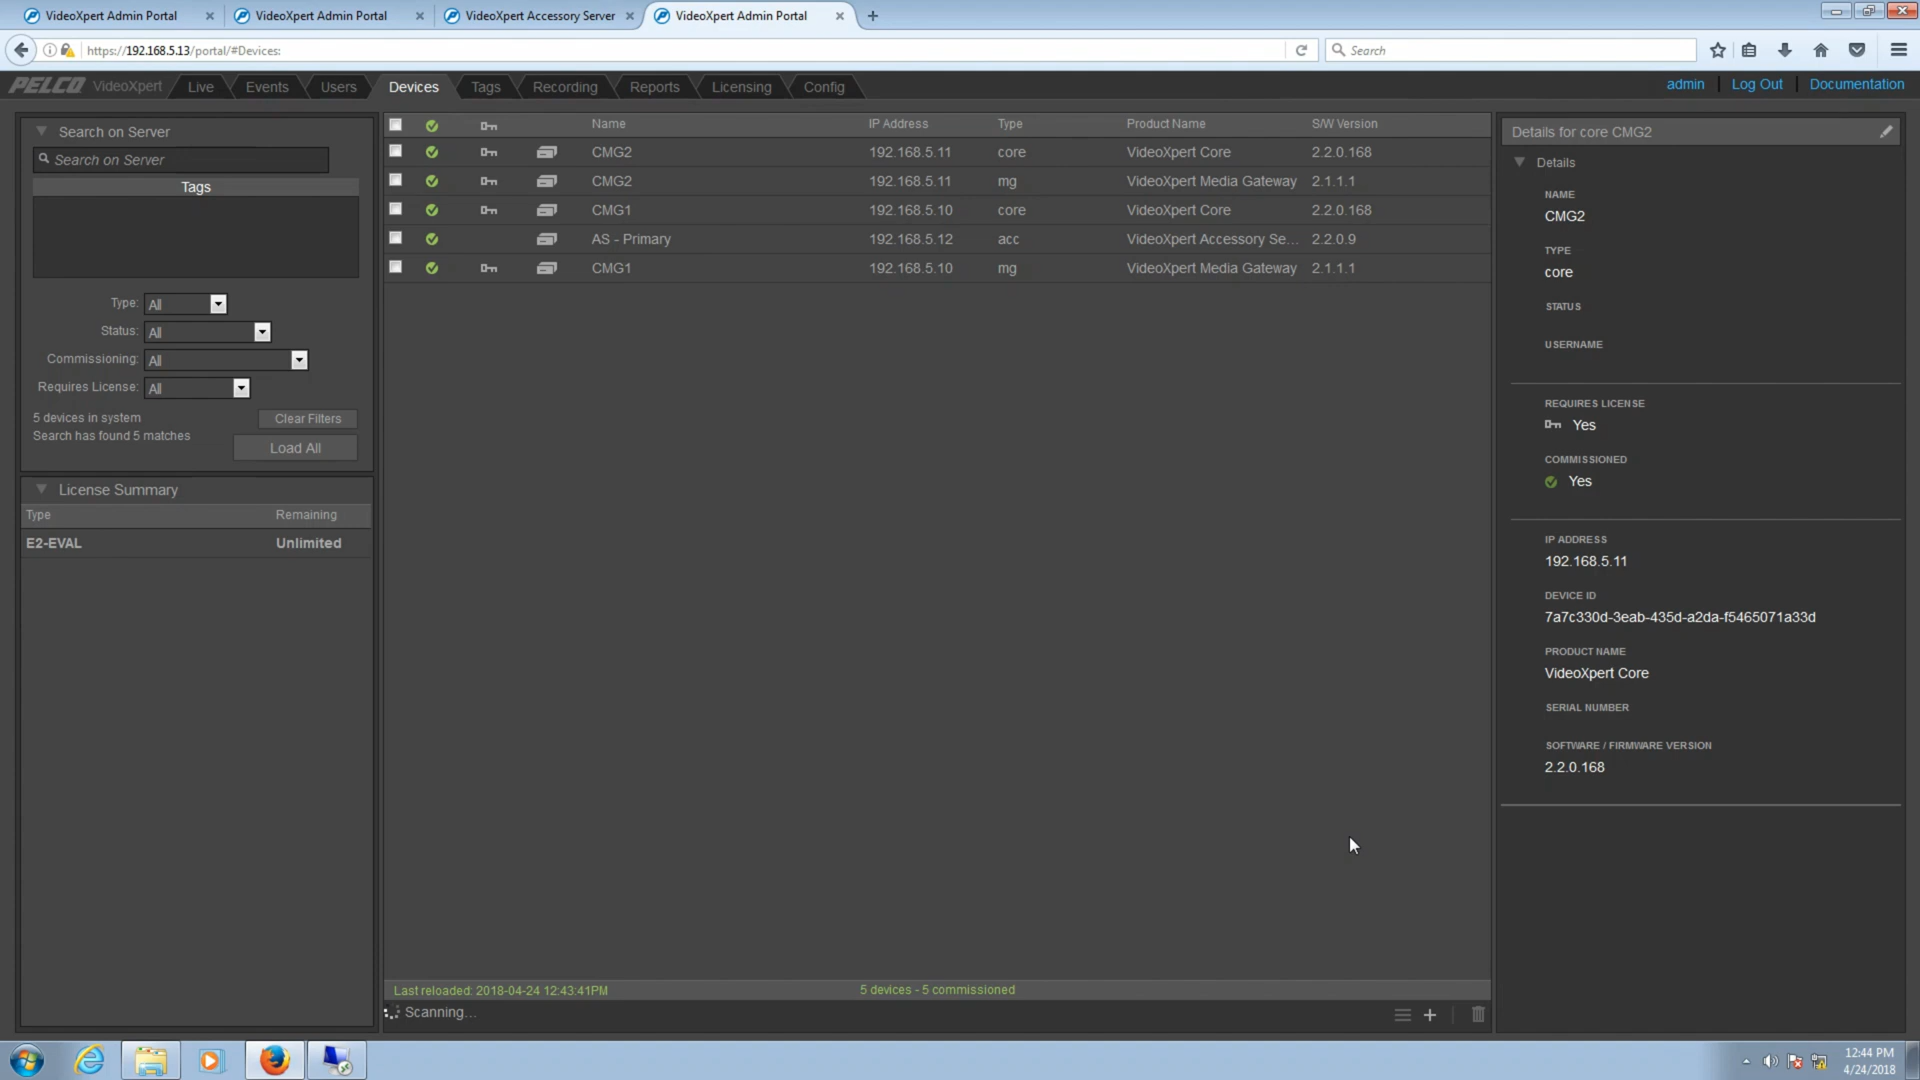 VideoXpert Admin Portal
VideoXpert Admin Portal
VideoXpert Accessory Server
VideoXpert Admin Portal
https://192.168.5.13/portal/#Devices:
Search
PELCO VideoXpert
Live
Events
Users
Devices
Tags
Recording
Reports
Licensing
Config
admin
Log Out
Documentation
Search on Server
Search on Server
Tags
Type: All
Status: All
Commissioning: All
Requires License: All
5 devices in system
Clear Filters
Search has found 5 matches
Load All
License Summary
Type Remaining
E2-EVAL Unlimited
Name IP Address Type Product Name S/W Version
CMG2 192.168.5.11 core VideoXpert Core 2.2.0.168
CMG2 192.168.5.11 mg VideoXpert Media Gateway 2.1.1.1
CMG1 192.168.5.10 core VideoXpert Core 2.2.0.168
AS - Primary 192.168.5.12 acc VideoXpert Accessory Se... 2.2.0.9
CMG1 192.168.5.10 mg VideoXpert Media Gateway 2.1.1.1
Last reloaded: 2018-04-24 12:43:41PM
5 devices - 5 commissioned
Scanning...
Details for core CMG2
Details
NAME
CMG2
TYPE
core
STATUS
USERNAME
REQUIRES LICENSE
Yes
COMMISSIONED
Yes
IP ADDRESS
192.168.5.11
DEVICE ID
7a7c330d-3eab-435d-a2da-f5465071a33d
PRODUCT NAME
VideoXpert Core
SERIAL NUMBER
SOFTWARE / FIRMWARE VERSION
2.2.0.168
12:44 PM
4/24/2018